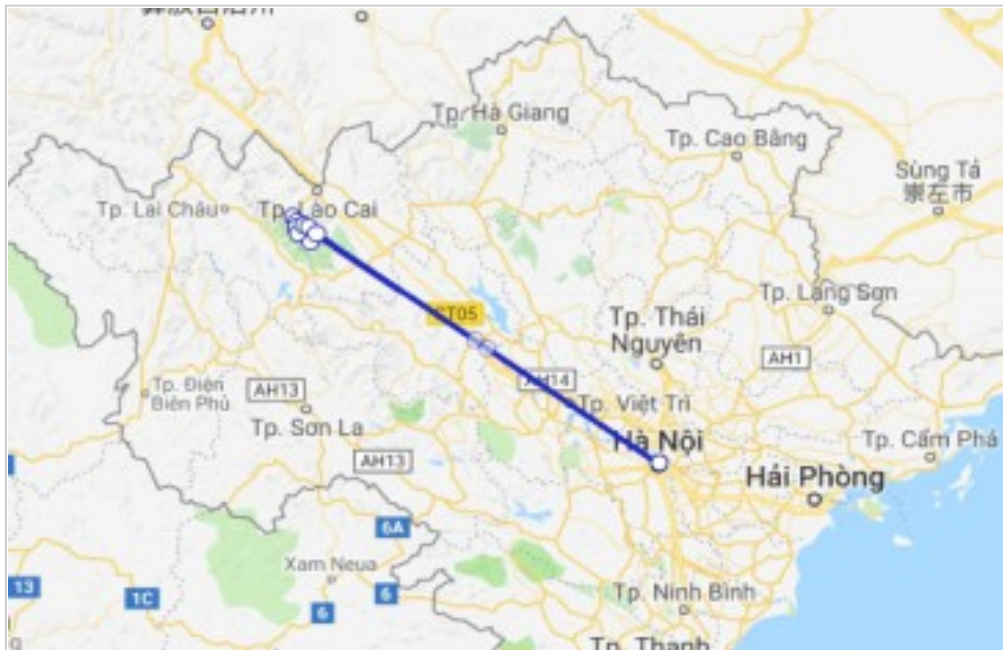 Tp. Hà Giang
Tp. Cao Bằng
Sùng Tả
崇左市
Tp. Lai Châu
Tp. Lào Cai
Tp. Lạng Sơn
CT05
Tp. Thái
Nguyên
AH1
Tp. Điện
Biên Phủ
AH13
AH14
Tp. Việt Trì
Tp. Sơn La
Hà Nội
Tp. Cẩm Phả
AH13
Hải Phòng
6A
Xam Neua
13
1C
6
6
Tp. Ninh Bình
Tp. Thanh